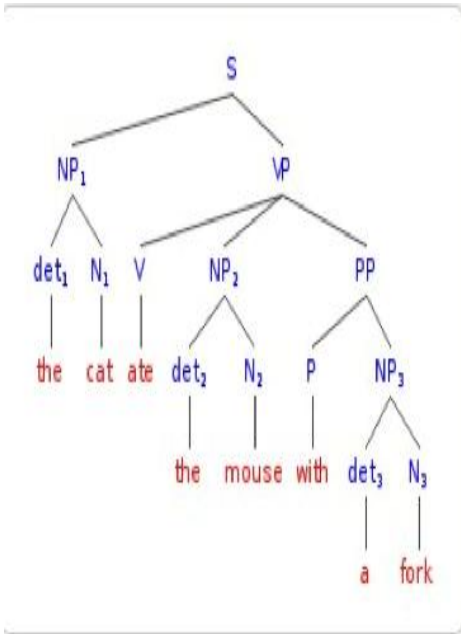 S
NP₁ VP
det₁ N₁ V NP₂ PP
the cat ate det₂ N₂ P NP₃
the mouse with det₃ N₃
a fork